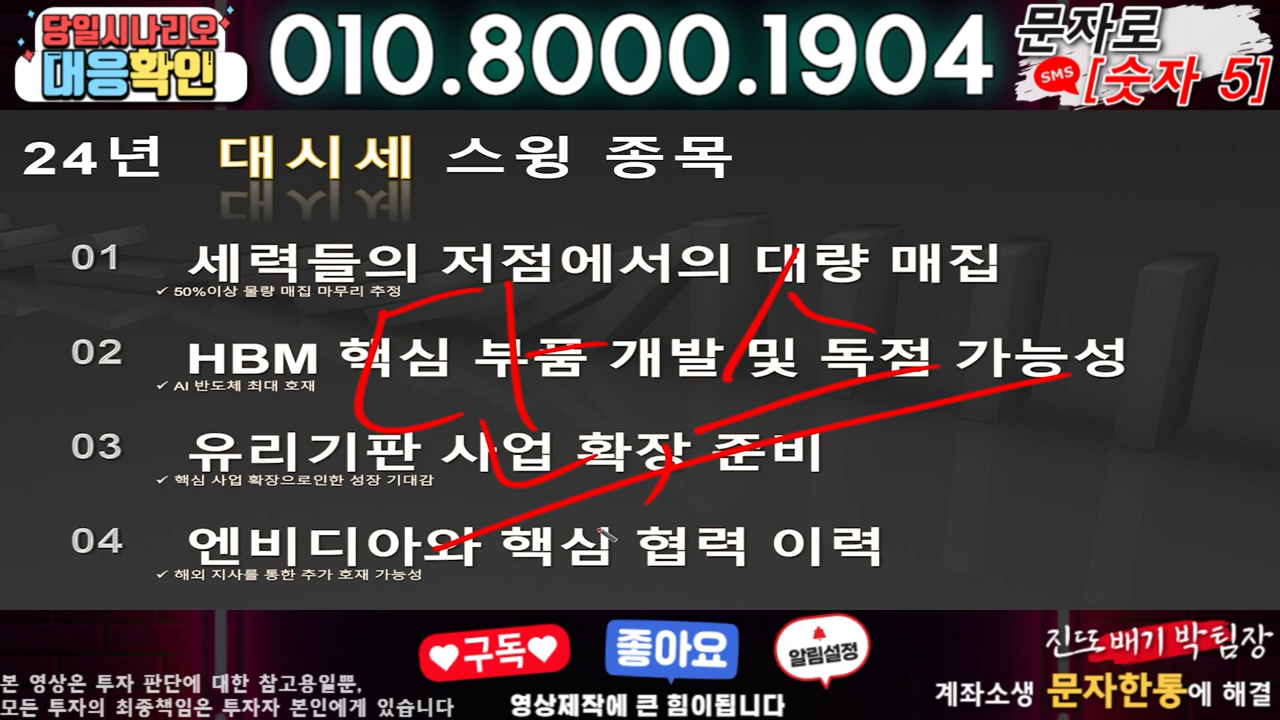 당일시나리오
대응확인
010.8000.1904
문자로
SMS [숫자 5]
24년 대시세 스윙 종목
01 세력들의 저점에서의 대량 매집
✓ 50%이상 물량 매집 마무리 추정
02 HBM 핵심 부품 개발 및 독점 가능성
✓ AI 반도체 최대 호재
03 유리기판 사업 확장 준비
✓ 핵심 사업 확장으로인한 성장 기대감
04 엔비디아와 핵심 협력 이력
✓ 해외 지사를 통한 추가 호재 가능성
구독
좋아요
알림설정
영상제작에 큰 힘이됩니다
본 영상은 투자 판단에 대한 참고용일뿐,
모든 투자의 최종책임은 투자자 본인에게 있습니다
진또배기 박팀장
계좌소생 문자한통에 해결